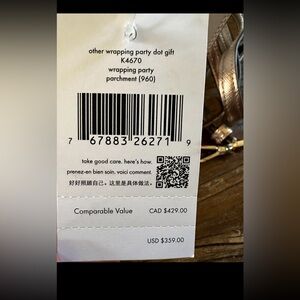 other wrapping party dot gift
K4670
wrapping party
parchment (960)
7 67883 26271 9
take good care. here's how.
prenez-en bien soin. voici comment.
好好照顾自己。这里是具体做法。
Comparable Value CAD $429.00
USD $359.00